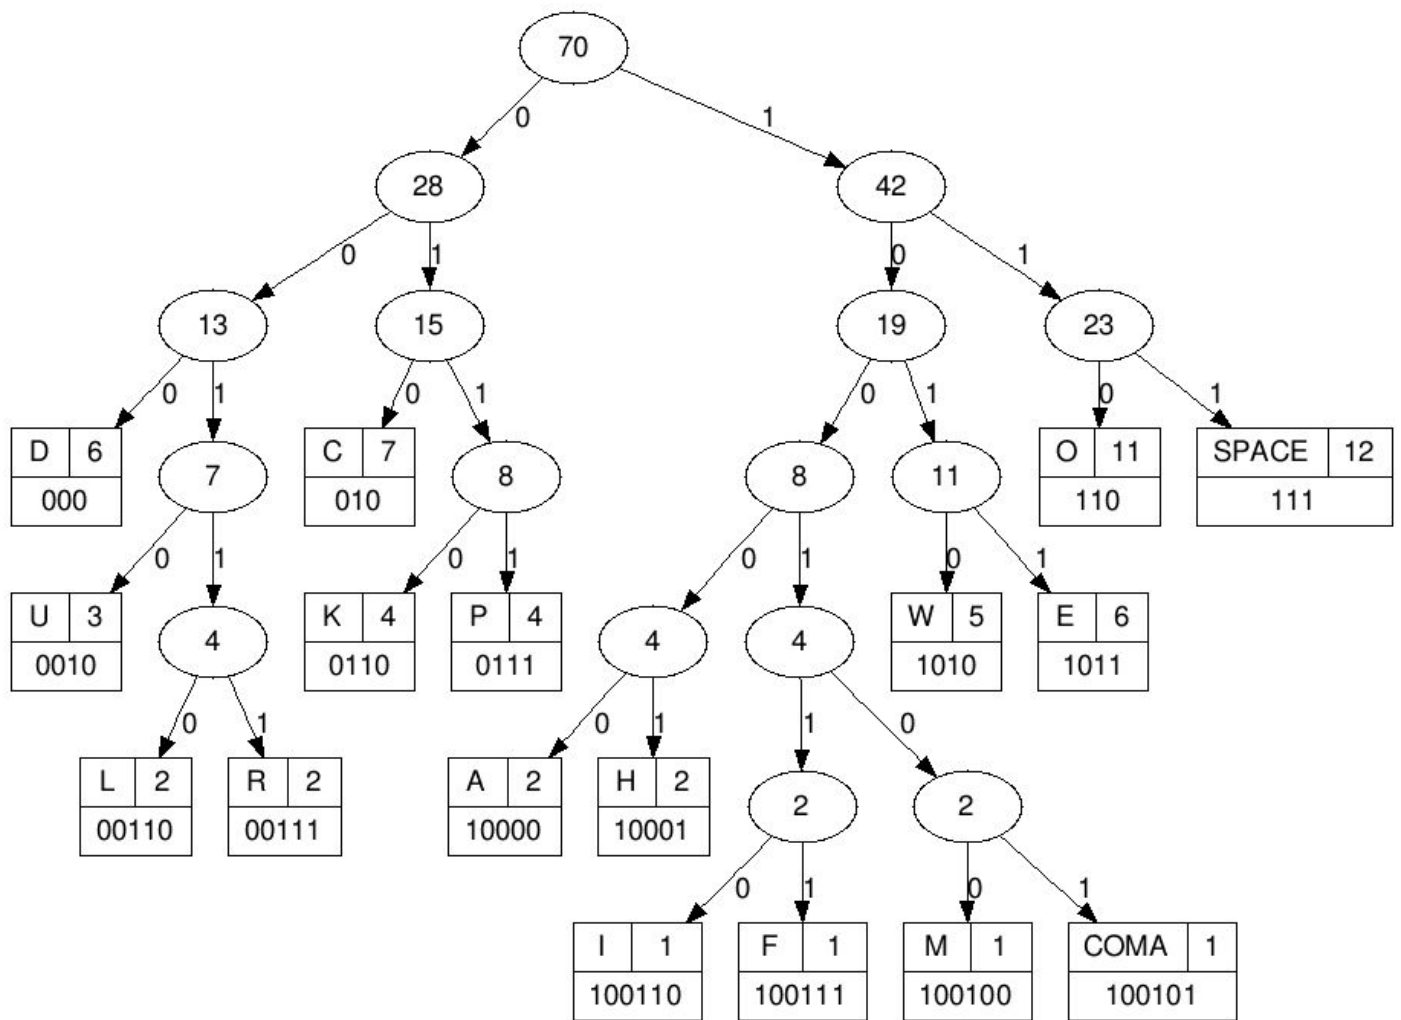 70
0 1
28 42
0 1 0 1
13 15 19 23
0 1 0 1 0 1 0 1
D 6 7 C 7 8 8 11 O 11 SPACE 12
000 010 110 111
0 1 0 1 0 1 0 1
U 3 4 K 4 P 4 4 4 W 5 E 6
0010 0110 0111 1010 1011
0 1 0 1 1 0
L 2 R 2 A 2 H 2 2 2
00110 00111 10000 10001
0 1 0 1
I 1 F 1 M 1 COMA 1
100110 100111 100100 100101